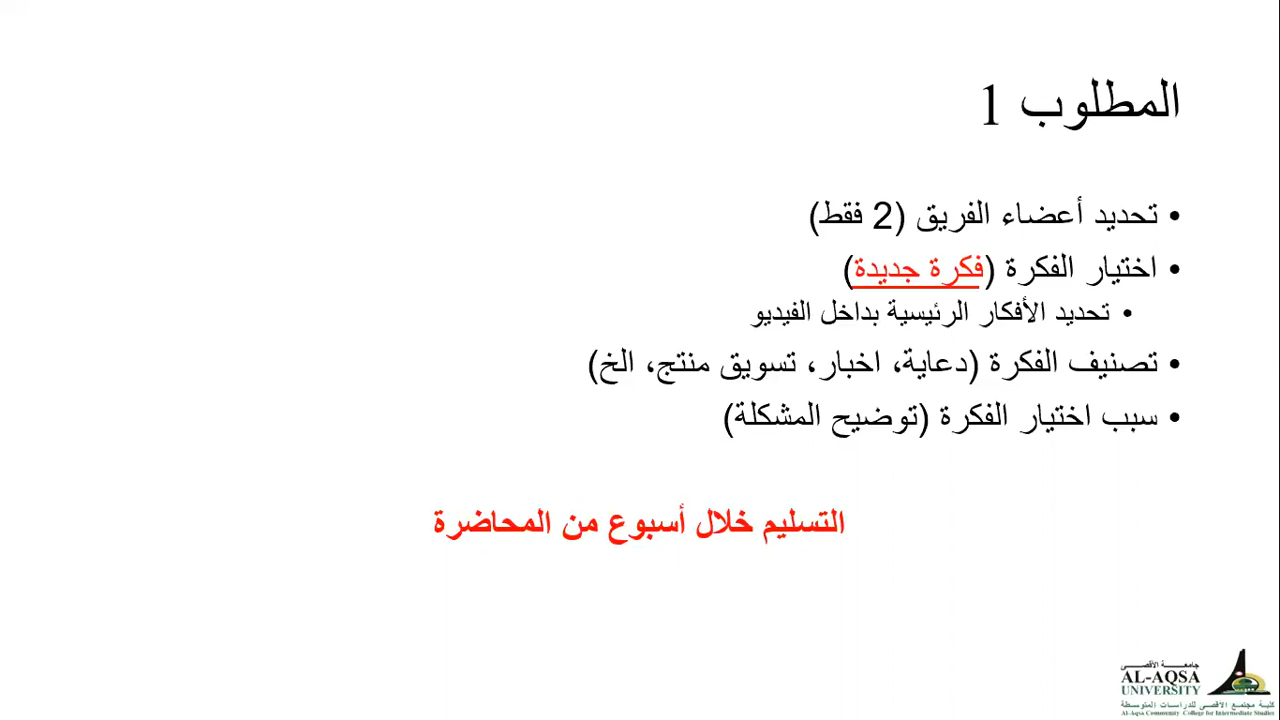 المطلوب 1
• تحديد أعضاء الفريق (2 فقط)
• اختيار الفكرة (فكرة جديدة)
• تحديد الأفكار الرئيسية بداخل الفيديو
• تصنيف الفكرة (دعاية، اخبار، تسويق منتج، الخ)
• سبب اختيار الفكرة (توضيح المشكلة)
التسليم خلال أسبوع من المحاضرة
جامعة الأقصى
AL-AQSA
UNIVERSITY
كلية مجتمع الأقصى للدراسات المتوسطة
Al-Aqsa Community College for Intermediate Studies